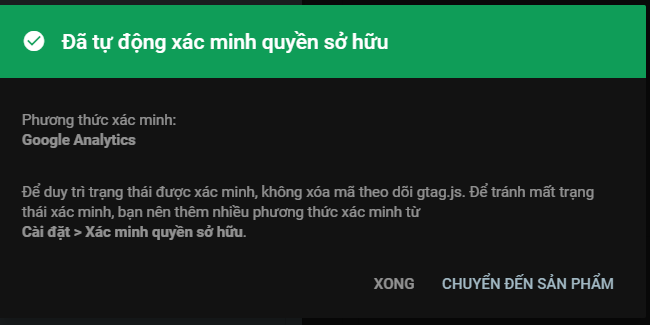 Đã tự động xác minh quyền sở hữu
Phương thức xác minh:
Google Analytics
Để duy trì trạng thái được xác minh, không xóa mã theo dõi gtag.js. Để tránh mất trạng
thái xác minh, bạn nên thêm nhiều phương thức xác minh từ
Cài đặt > Xác minh quyền sở hữu.
XONG CHUYỂN ĐẾN SẢN PHẨM